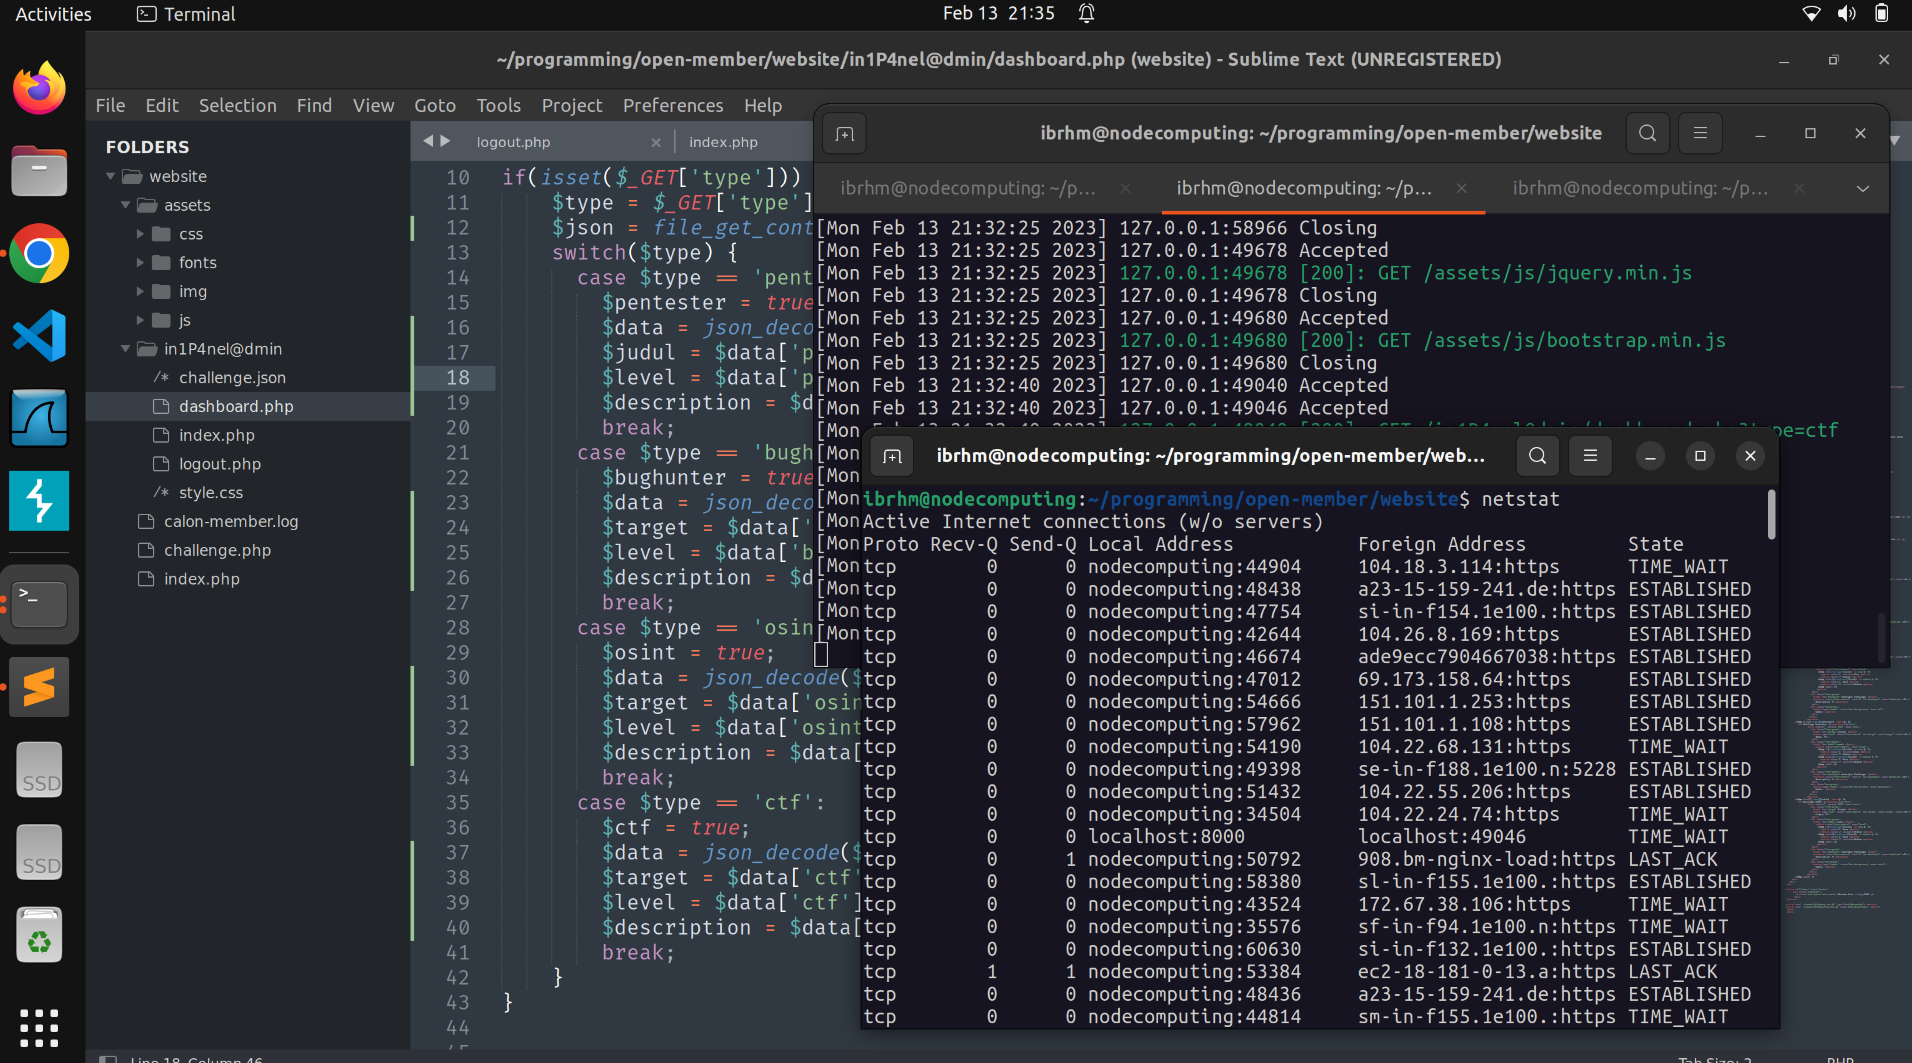 Activities
Terminal
Feb 13 21:35
~/programming/open-member/website/in1P4nel@dmin/dashboard.php (website) - Sublime Text (UNREGISTERED)
File Edit Selection Find View Goto Tools Project Preferences Help
FOLDERS
website
assets
css
fonts
img
js
in1P4nel@dmin
/* challenge.json
dashboard.php
index.php
logout.php
/* style.css
calon-member.log
challenge.php
index.php
SSD
SSD
logout.php
index.php
10 if(isset($_GET['type']))
11 $type = $_GET['type']
12 $json = file_get_cont
13 switch($type) {
14 case $type == 'pent
15 $pentester = true
16 $data = json_deco
17 $judul = $data['p
18 $level = $data['p
19 $description = $d
20 break;
21 case $type == 'bugh
22 $bughunter = true
23 $data = json_deco
24 $target = $data['
25 $level = $data['b
26 $description = $d
27 break;
28 case $type == 'osin
29 $osint = true;
30 $data = json_decode($
31 $target = $data['osin
32 $level = $data['osint
33 $description = $data[
34 break;
35 case $type == 'ctf':
36 $ctf = true;
37 $data = json_decode($
38 $target = $data['ctf'
39 $level = $data['ctf']
40 $description = $data[
41 break;
42 }
43 }
44
ibrhm@nodecomputing: ~/programming/open-member/website
ibrhm@nodecomputing: ~/p...
ibrhm@nodecomputing: ~/p...
ibrhm@nodecomputing: ~/p...
[Mon Feb 13 21:32:25 2023] 127.0.0.1:58966 Closing
[Mon Feb 13 21:32:25 2023] 127.0.0.1:49678 Accepted
[Mon Feb 13 21:32:25 2023] 127.0.0.1:49678 [200]: GET /assets/js/jquery.min.js
[Mon Feb 13 21:32:25 2023] 127.0.0.1:49678 Closing
[Mon Feb 13 21:32:25 2023] 127.0.0.1:49680 Accepted
[Mon Feb 13 21:32:25 2023] 127.0.0.1:49680 [200]: GET /assets/js/bootstrap.min.js
[Mon Feb 13 21:32:25 2023] 127.0.0.1:49680 Closing
[Mon Feb 13 21:32:40 2023] 127.0.0.1:49040 Accepted
[Mon Feb 13 21:32:40 2023] 127.0.0.1:49046 Accepted
[Mon
pe=ctf
[Mon
[Mon
[Mon
[Mon
[Mon
[Mon
[Mon
[Mon
[Mon
ibrhm@nodecomputing: ~/programming/open-member/web...
ibrhm@nodecomputing:~/programming/open-member/website$ netstat
Active Internet connections (w/o servers)
Proto Recv-Q Send-Q Local Address Foreign Address State
tcp 0 0 nodecomputing:44904 104.18.3.114:https TIME_WAIT
tcp 0 0 nodecomputing:48438 a23-15-159-241.de:https ESTABLISHED
tcp 0 0 nodecomputing:47754 si-in-f154.1e100.:https ESTABLISHED
tcp 0 0 nodecomputing:42644 104.26.8.169:https ESTABLISHED
tcp 0 0 nodecomputing:46674 ade9ecc7904667038:https ESTABLISHED
tcp 0 0 nodecomputing:47012 69.173.158.64:https ESTABLISHED
tcp 0 0 nodecomputing:54666 151.101.1.253:https ESTABLISHED
tcp 0 0 nodecomputing:57962 151.101.1.108:https ESTABLISHED
tcp 0 0 nodecomputing:54190 104.22.68.131:https TIME_WAIT
tcp 0 0 nodecomputing:49398 se-in-f188.1e100.n:5228 ESTABLISHED
tcp 0 0 nodecomputing:51432 104.22.55.206:https ESTABLISHED
tcp 0 0 nodecomputing:34504 104.22.24.74:https TIME_WAIT
tcp 0 0 localhost:8000 localhost:49046 TIME_WAIT
tcp 0 1 nodecomputing:50792 908.bm-nginx-load:https LAST_ACK
tcp 0 0 nodecomputing:58380 sl-in-f155.1e100.:https ESTABLISHED
tcp 0 0 nodecomputing:43524 172.67.38.106:https TIME_WAIT
tcp 0 0 nodecomputing:35576 sf-in-f94.1e100.n:https TIME_WAIT
tcp 0 0 nodecomputing:60630 si-in-f132.1e100.:https ESTABLISHED
tcp 1 1 nodecomputing:53384 ec2-18-181-0-13.a:https LAST_ACK
tcp 0 0 nodecomputing:48436 a23-15-159-241.de:https ESTABLISHED
tcp 0 0 nodecomputing:44814 sm-in-f155.1e100.:https TIME_WAIT